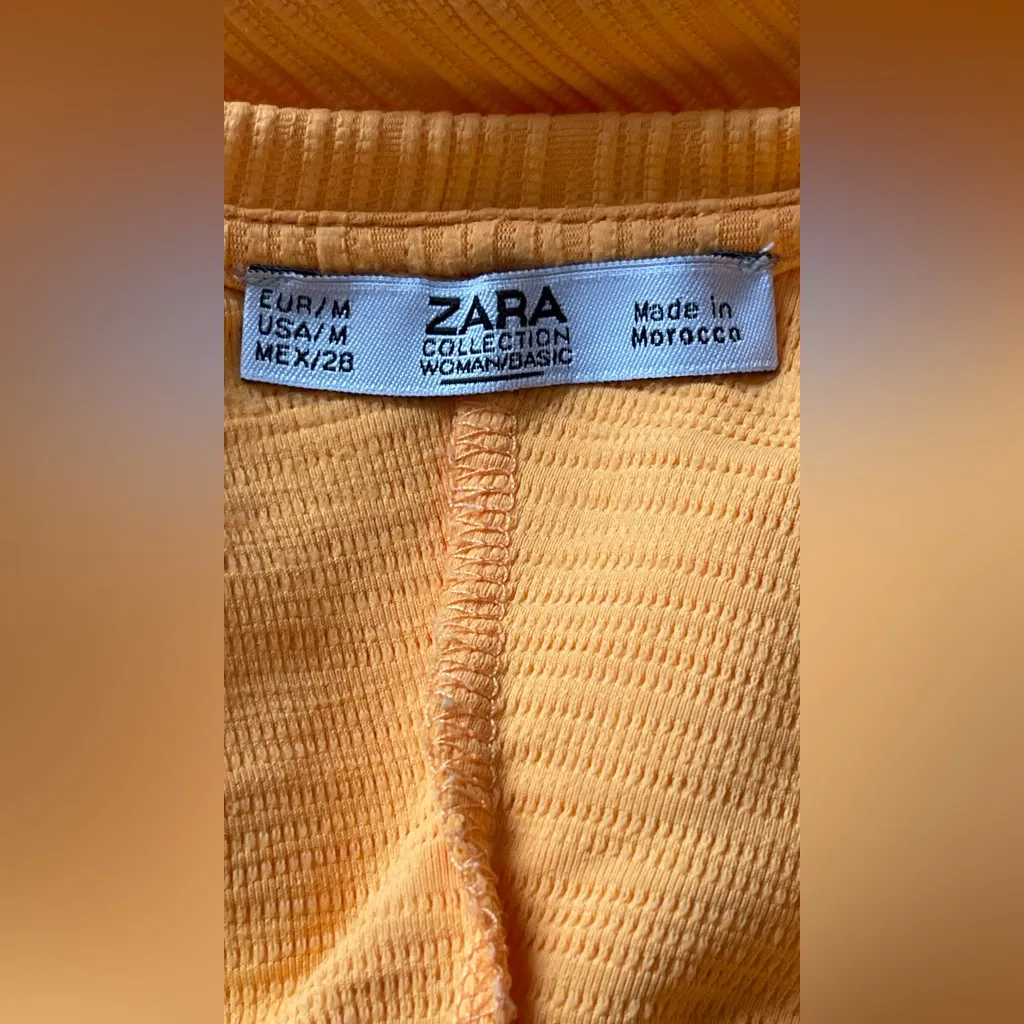 EUR/M
USA/M
MEX/28
ZARA
COLLECTION
WOMAN/BASIC
Made in
Morocco